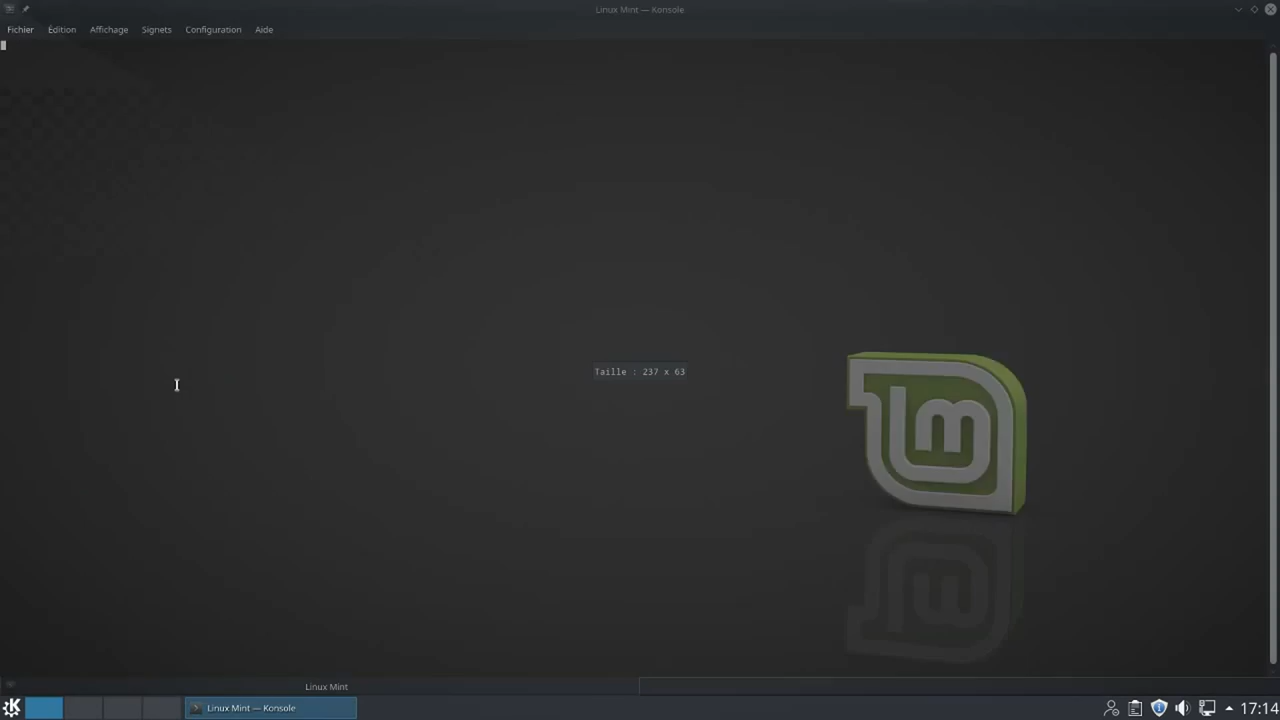 Linux Mint — Konsole
Fichier Édition Affichage Signets Configuration Aide
Taille : 237 x 63
lm
Linux Mint
Linux Mint — Konsole
17:14